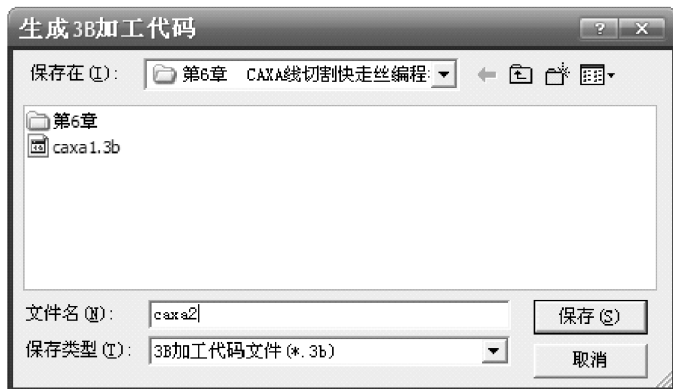 生成3B加工代码
保存在(I): 第6章 CAXA线切割快走丝编程
第6章
caxa1.3b
文件名(N): caxa2 保存(S)
保存类型(T): 3B加工代码文件(*.3b) 取消